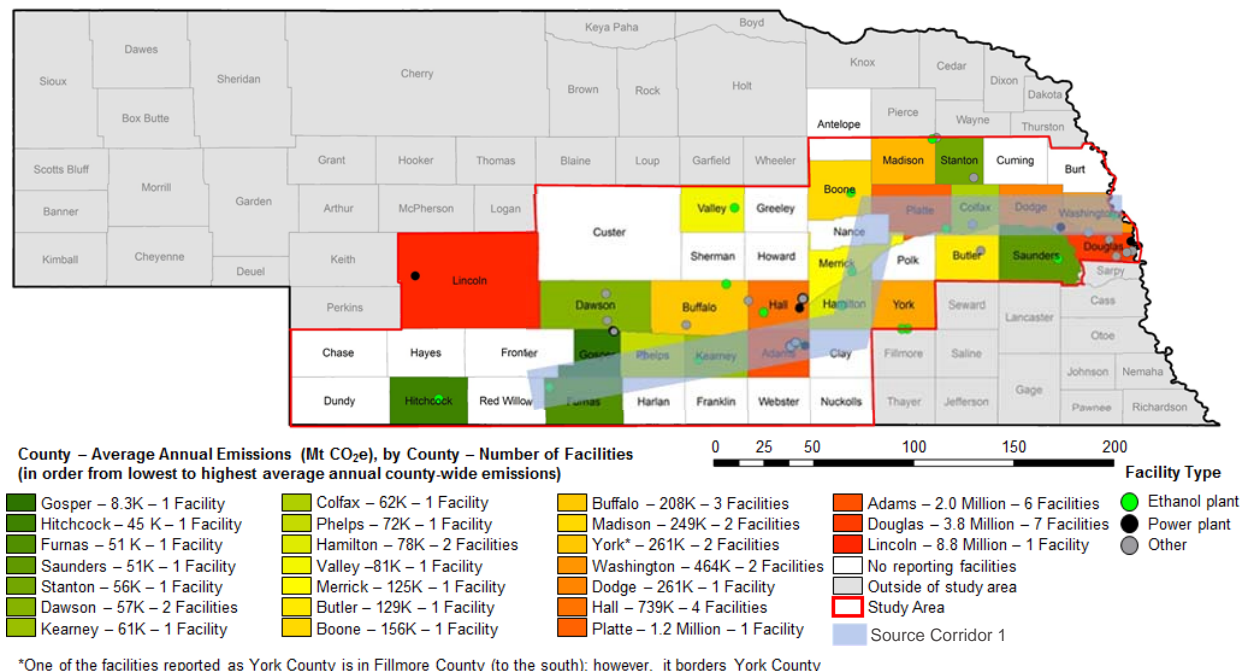 Keya Paha
Boyd
Dawes
Sioux
Sheridan
Cherry
Brown
Rock
Holt
Knox
Cedar
Dixon
Dakota
Box Butte
Antelope
Pierce
Wayne
Thurston
Scotts Bluff
Morrill
Grant
Hooker
Thomas
Blaine
Loup
Garfield
Wheeler
Madison
Stanton
Cuming
Burt
Banner
Garden
Arthur
McPherson
Logan
Custer
Valley
Greeley
Boone
Nance
Platte
Colfax
Dodge
Washington
Kimball
Cheyenne
Deuel
Keith
Lincoln
Sherman
Howard
Merrick
Polk
Butler
Saunders
Douglas
Sarpy
Perkins
Dawson
Buffalo
Hall
Hamilton
York
Seward
Lancaster
Cass
Otoe
Chase
Hayes
Frontier
Gosper
Phelps
Kearney
Adams
Clay
Fillmore
Saline
Gage
Johnson
Nemaha
Dundy
Hitchcock
Red Willow
Furnas
Harlan
Franklin
Webster
Nuckolls
Thayer
Jefferson
Pawnee
Richardson
0 25 50 100 150 200
County – Average Annual Emissions (Mt CO₂e), by County – Number of Facilities
(in order from lowest to highest average annual county-wide emissions)
Gosper – 8.3K – 1 Facility
Hitchcock – 45 K – 1 Facility
Furnas – 51 K – 1 Facility
Saunders – 51K – 1 Facility
Stanton – 56K – 1 Facility
Dawson – 57K – 2 Facilities
Kearney – 61K – 1 Facility
Colfax – 62K – 1 Facility
Phelps – 72K – 1 Facility
Hamilton – 78K – 2 Facilities
Valley –81K – 1 Facility
Merrick – 125K – 1 Facility
Butler – 129K – 1 Facility
Boone – 156K – 1 Facility
Buffalo – 208K – 3 Facilities
Madison – 249K – 2 Facilities
York* – 261K – 2 Facilities
Washington – 464K – 2 Facilities
Dodge – 261K – 1 Facility
Hall – 739K – 4 Facilities
Platte – 1.2 Million – 1 Facility
Adams – 2.0 Million – 6 Facilities
Douglas – 3.8 Million – 7 Facilities
Lincoln – 8.8 Million – 1 Facility
No reporting facilities
Outside of study area
Study Area
Source Corridor 1
Facility Type
Ethanol plant
Power plant
Other
*One of the facilities reported as York County is in Fillmore County (to the south); however, it borders York County